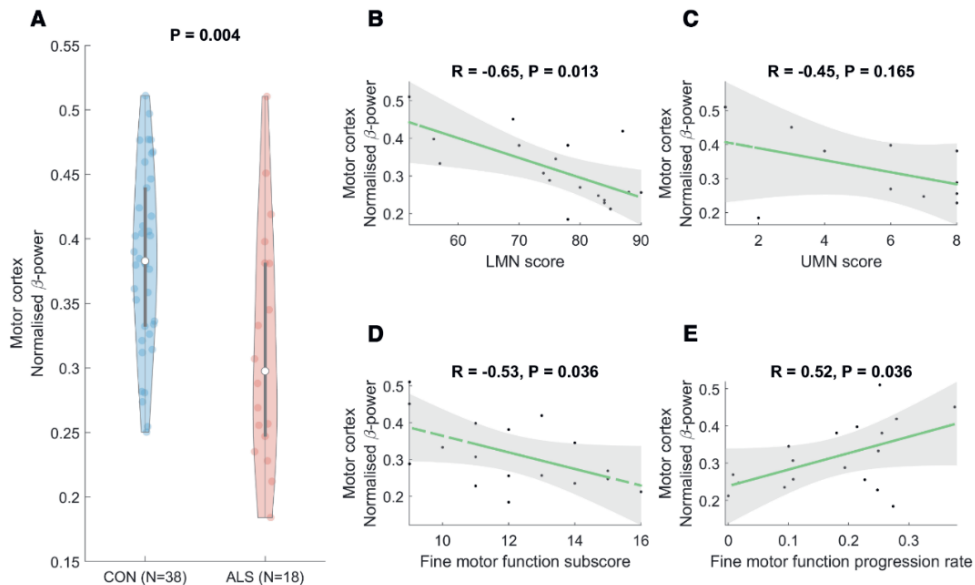 A
P = 0.004
0.55
0.5
0.45
0.4
0.35
0.3
0.25
0.2
0.15
Motor cortex
Normalised β-power
CON (N=38)
ALS (N=18)
B
R = -0.65, P = 0.013
0.5
0.4
0.3
0.2
Motor cortex
Normalised β-power
60
70
80
90
LMN score
C
R = -0.45, P = 0.165
0.5
0.4
0.3
0.2
Motor cortex
Normalised β-power
2
4
6
8
UMN score
D
R = -0.53, P = 0.036
0.5
0.4
0.3
0.2
Motor cortex
Normalised β-power
10
12
14
16
Fine motor function subscore
E
R = 0.52, P = 0.036
0.5
0.4
0.3
0.2
Motor cortex
Normalised β-power
0
0.1
0.2
0.3
Fine motor function progression rate